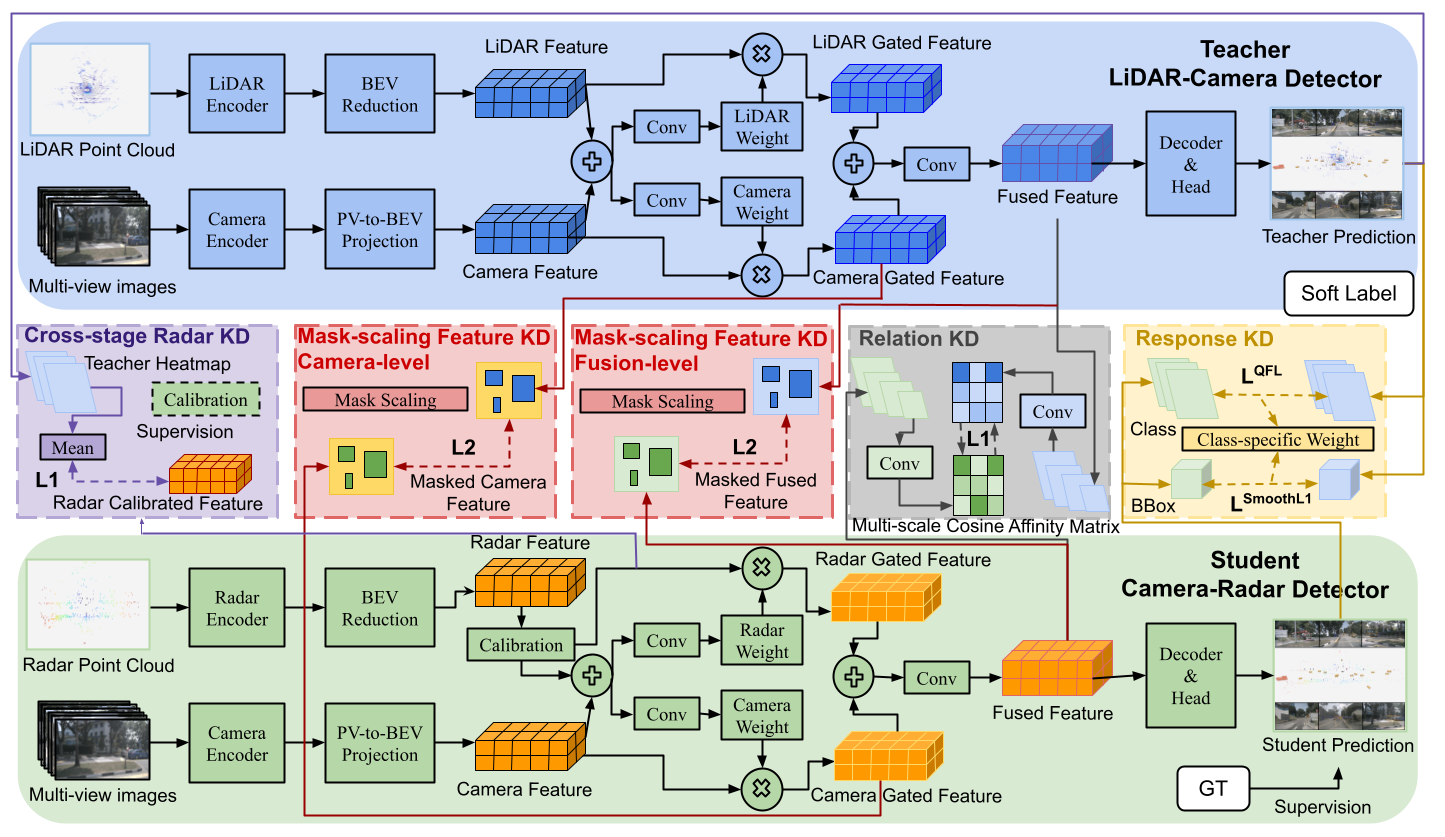 Teacher
LiDAR-Camera Detector
LiDAR Point Cloud
LiDAR
Encoder
BEV
Reduction
LiDAR Feature
Conv
LiDAR
Weight
LiDAR Gated Feature
Multi-view images
Camera
Encoder
PV-to-BEV
Projection
Camera Feature
Conv
Camera
Weight
Camera Gated Feature
Conv
Fused Feature
Decoder
&
Head
Teacher Prediction
Soft Label
Cross-stage Radar KD
Teacher Heatmap
Calibration
Supervision
Mean
L1
Radar Calibrated Feature
Mask-scaling Feature KD
Camera-level
Mask Scaling
L2
Masked Camera
Feature
Mask-scaling Feature KD
Fusion-level
Mask Scaling
L2
Masked Fused
Feature
Relation KD
Conv
L1
Conv
Multi-scale Cosine Affinity Matrix
Response KD
L^QFL
Class
Class-specific Weight
BBox
L^SmoothL1
Student
Camera-Radar Detector
Radar Point Cloud
Radar
Encoder
BEV
Reduction
Radar Feature
Calibration
Conv
Radar
Weight
Radar Gated Feature
Multi-view images
Camera
Encoder
PV-to-BEV
Projection
Camera Feature
Conv
Camera
Weight
Camera Gated Feature
Conv
Fused Feature
Decoder
&
Head
Student Prediction
GT
Supervision